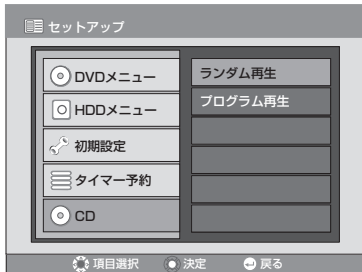 セットアップ
DVDメニュー
HDDメニュー
初期設定
タイマー予約
CD
ランダム再生
プログラム再生
項目選択 決定 戻る